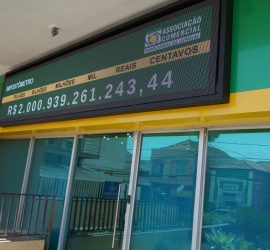 ASSOCIAÇÃO
COMERCIAL
IMPOSTÔMETRO
TRILHÕES BILHÕES MILHÕES MIL REAIS CENTAVOS
R$2.000.939.261.243,44